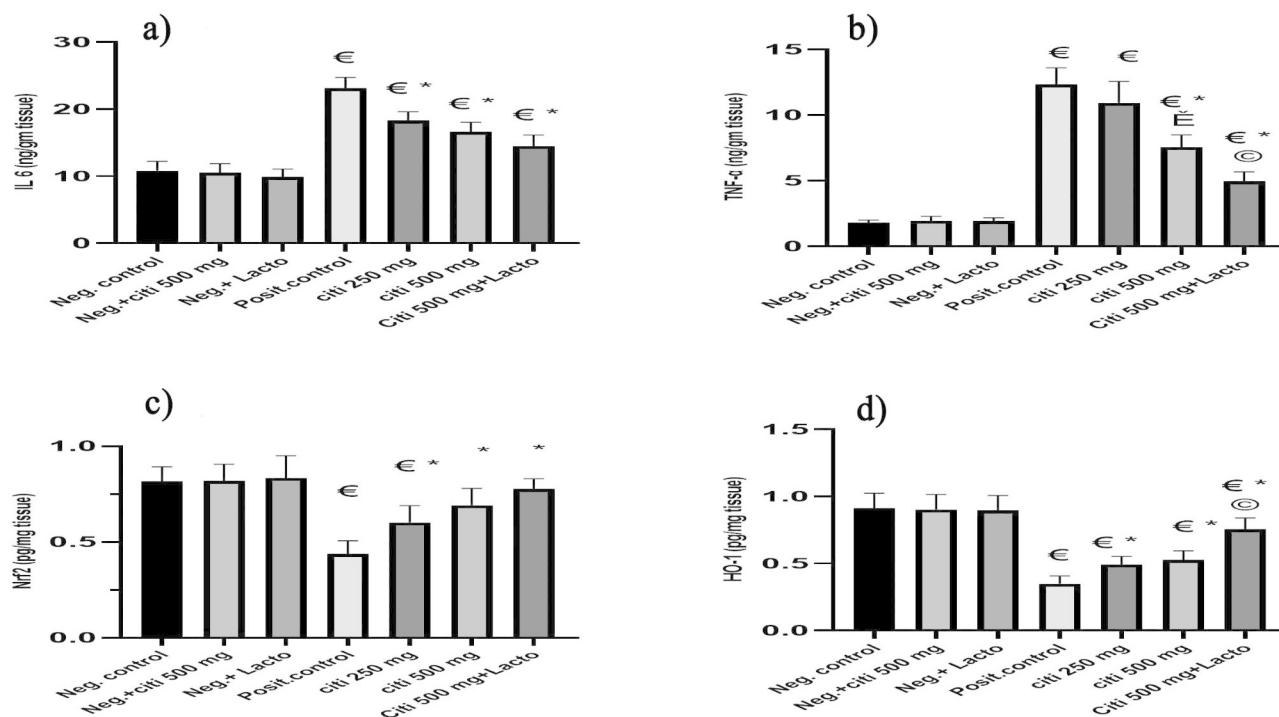 a)
IL 6 (ng/gm tissue)
30
20
10
0
€
€ *
€ *
€ *
Neg. control
Neg.+citi 500 mg
Neg.+ Lacto
Posit.control
citi 250 mg
citi 500 mg
Citi 500 mg+Lacto
b)
TNF-α (ng/gm tissue)
15
10
5
0
€
€
€ *
€ *
©
Neg. control
Neg.+citi 500 mg
Neg.+ Lacto
Posit.control
citi 250 mg
citi 500 mg
Citi 500 mg+Lacto
c)
Nrf2 (pg/mg tissue)
1.0
0.5
0.0
€
€ *
*
*
Neg. control
Neg.+citi 500 mg
Neg.+ Lacto
Posit.control
citi 250 mg
citi 500 mg
Citi 500 mg+Lacto
d)
HO-1 (pg/mg tissue)
1.5
1.0
0.5
0.0
€
€ *
€ *
€ *
©
Neg. control
Neg.+citi 500 mg
Neg.+ Lacto
Posit.control
citi 250 mg
citi 500 mg
Citi 500 mg+Lacto